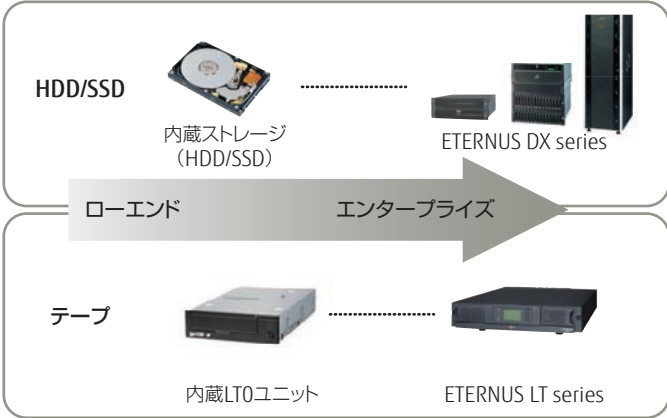 HDD/SSD
内蔵ストレージ
（HDD/SSD）
ETERNUS DX series
ローエンド
エンタープライズ
テープ
内蔵LTOユニット
ETERNUS LT series